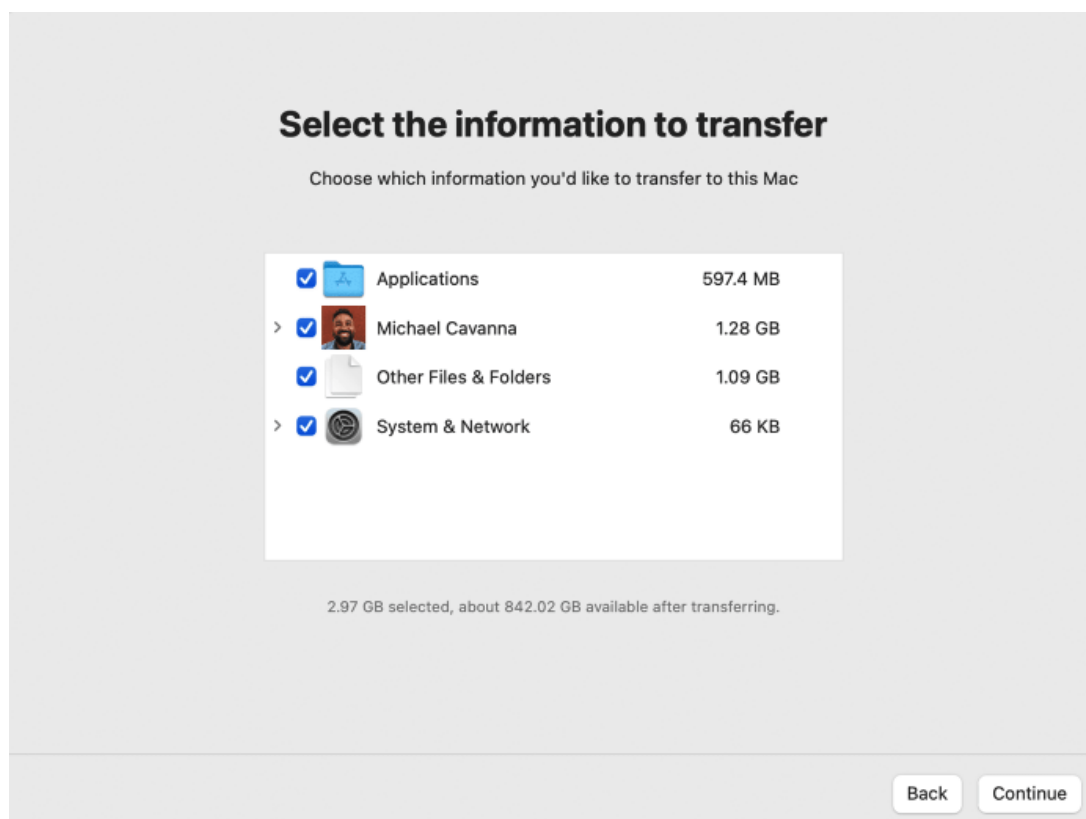 Select the information to transfer
Choose which information you'd like to transfer to this Mac
Applications 597.4 MB
Michael Cavanna 1.28 GB
Other Files & Folders 1.09 GB
System & Network 66 KB
2.97 GB selected, about 842.02 GB available after transferring.
Back Continue